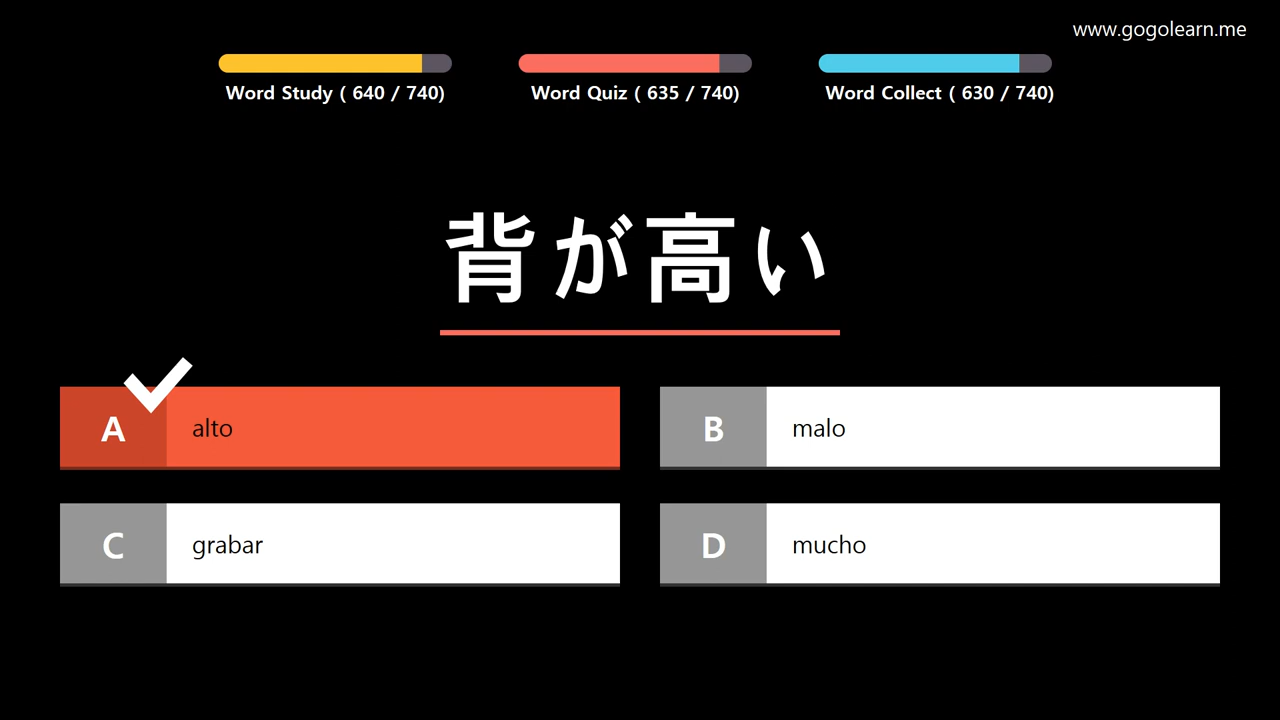 www.gogolearn.me
Word Study ( 640 / 740)
Word Quiz ( 635 / 740)
Word Collect ( 630 / 740)
背が高い
A alto
B malo
C grabar
D mucho